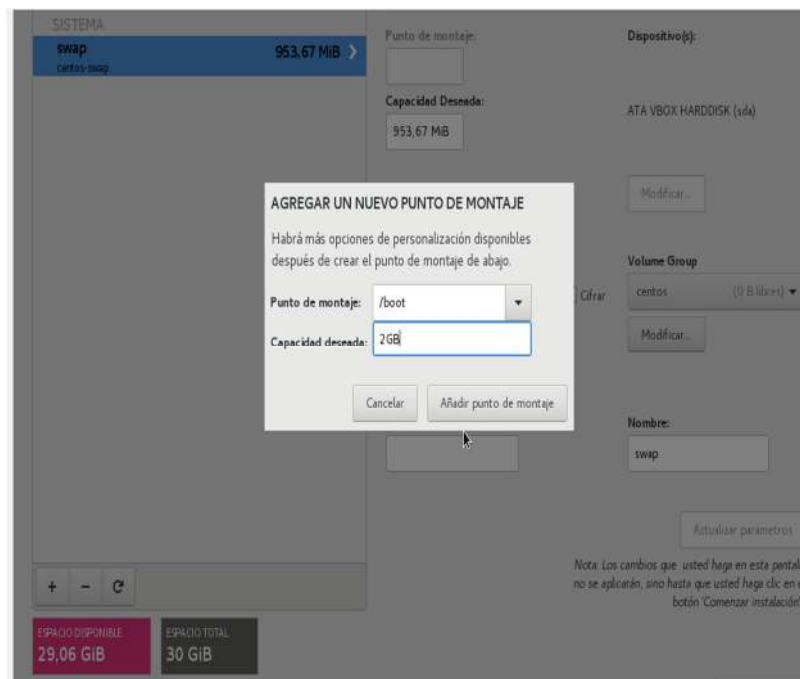 SISTEMA
swap
953,67 MiB
centos-swap
Punto de montaje:
Capacidad Deseada:
953,67 MiB
Dispositivo(s):
ATA VBOX HARDDISK (sda)
Modificar...
Volume Group
Cifrar
centos (0 B libres)
Modificar...
Nombre:
swap
Actualizar parámetros
Nota: Los cambios que usted haga en esta
no se aplicarán, sino hasta que usted haga clic en
botón 'Comenzar instalación'
AGREGAR UN NUEVO PUNTO DE MONTAJE
Habrá más opciones de personalización disponibles
después de crear el punto de montaje de abajo.
Punto de montaje: /boot
Capacidad deseada: 2GB
Cancelar
Añadir punto de montaje
+ -
ESPACIO DISPONIBLE
29,06 GiB
ESPACIO TOTAL
30 GiB